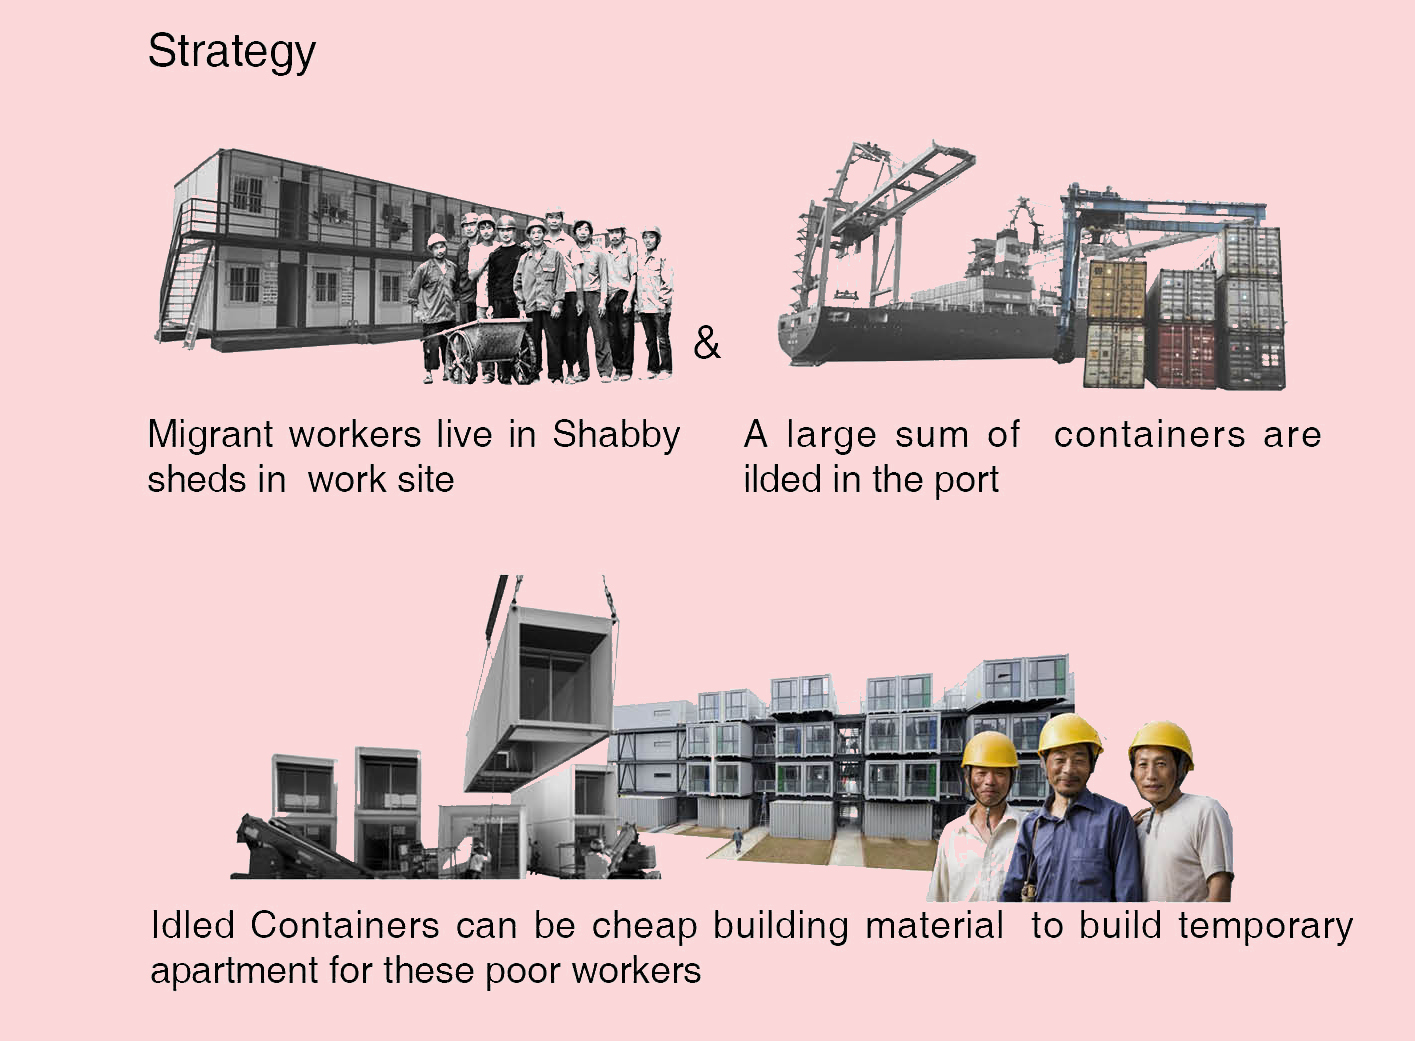 Strategy
&
Migrant workers live in Shabby
sheds in work site
A large sum of containers are
ilded in the port
Idled Containers can be cheap building material to build temporary
apartment for these poor workers